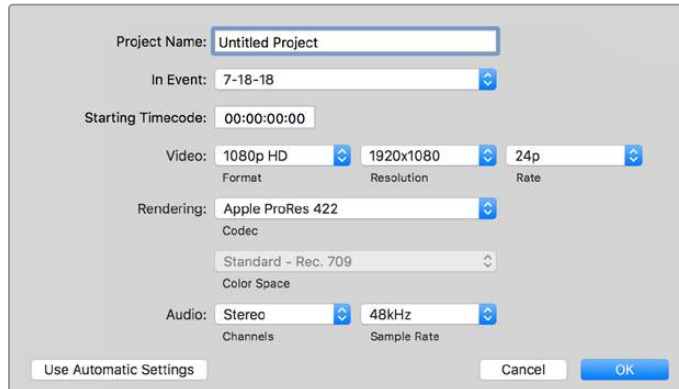 Project Name: Untitled Project
In Event: 7-18-18
Starting Timecode: 00:00:00:00
Video: 1080p HD 1920x1080 24p
Format Resolution Rate
Rendering: Apple ProRes 422
Codec
Standard - Rec. 709
Color Space
Audio: Stereo 48kHz
Channels Sample Rate
Use Automatic Settings Cancel OK